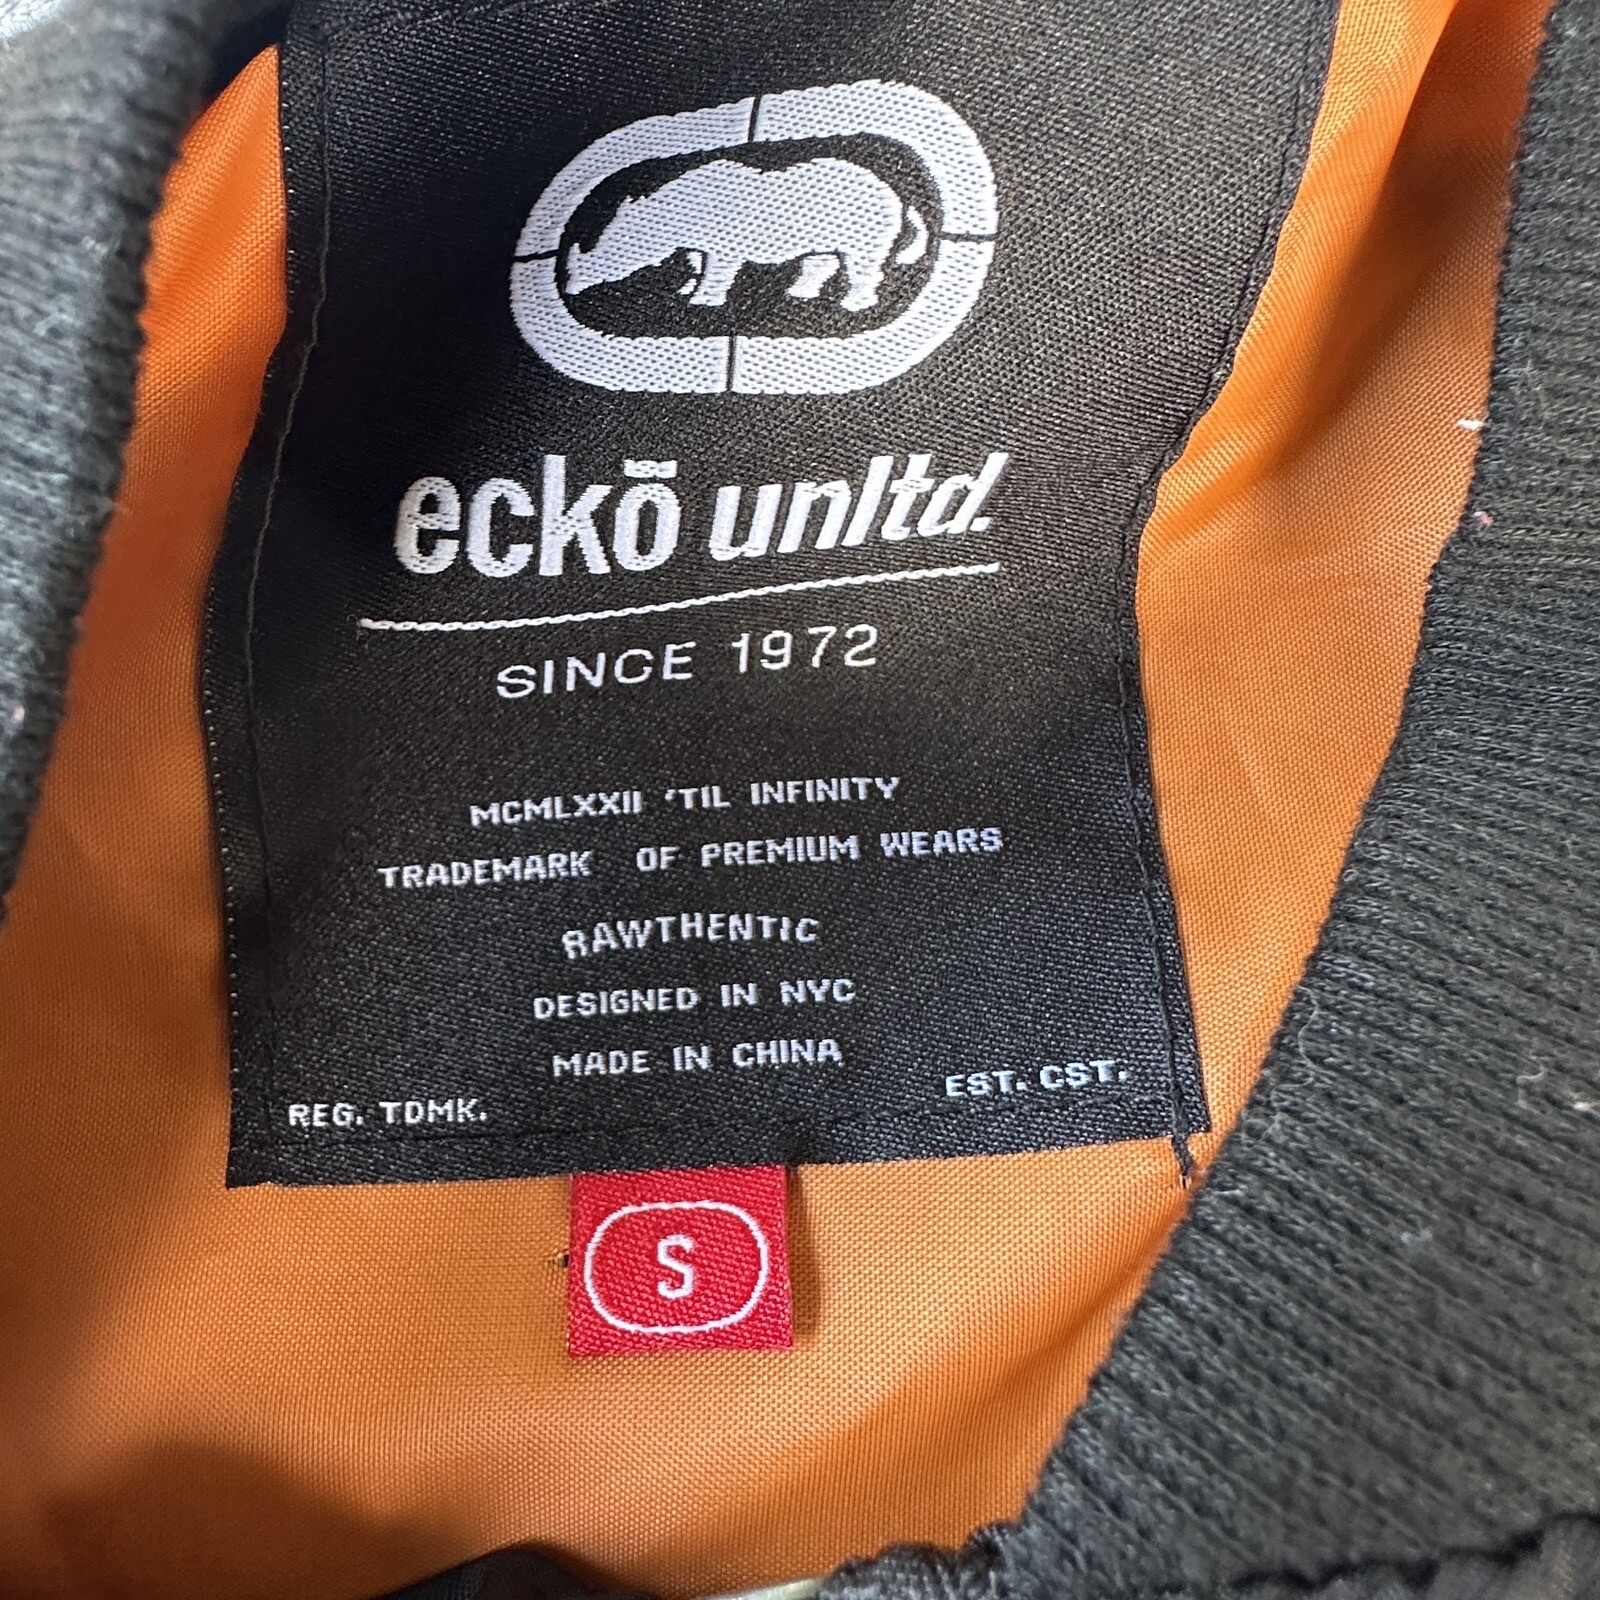 eckō unltd.
SINCE 1972
MCMLXXII 'TIL INFINITY
TRADEMARK OF PREMIUM WEARS
RAWTHENTIC
DESIGNED IN NYC
MADE IN CHINA
REG. TDMK. EST. CST.
S